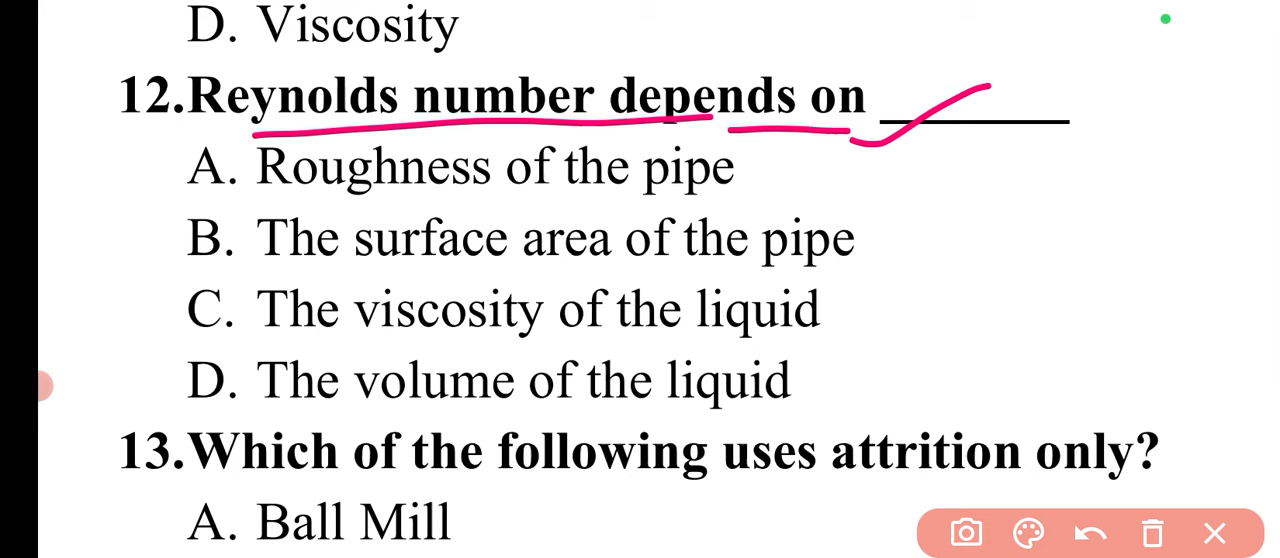 D. Viscosity
12.Reynolds number depends on _______
A. Roughness of the pipe
B. The surface area of the pipe
C. The viscosity of the liquid
D. The volume of the liquid
13.Which of the following uses attrition only?
A. Ball Mill